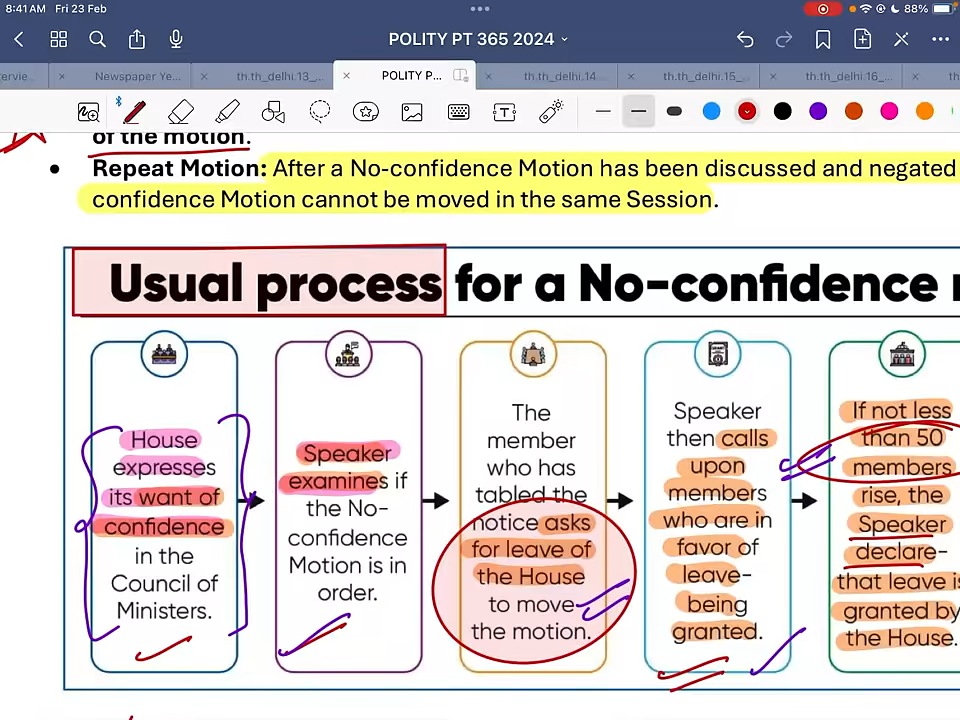 8:41 AM Fri 23 Feb
88%
POLITY PT 365 2024
Newspaper Ye...
th.th_delhi.13_...
POLITY P...
th.th_delhi.14
th.th_delhi.15_...
th.th_delhi.16_...
of the motion.
Repeat Motion: After a No-confidence Motion has been discussed and negated
confidence Motion cannot be moved in the same Session.
Usual process for a No-confidence
House
expresses
its want of
confidence
in the
Council of
Ministers.
Speaker
examines if
the No-
confidence
Motion is in
order.
The
member
who has
tabled the
notice asks
for leave of
the House
to move
the motion.
Speaker
then calls
upon
members
who are in
favor of
leave-
being
granted.
If not less
than 50
members
rise, the
Speaker
declare-
that leave is
granted by
the House.